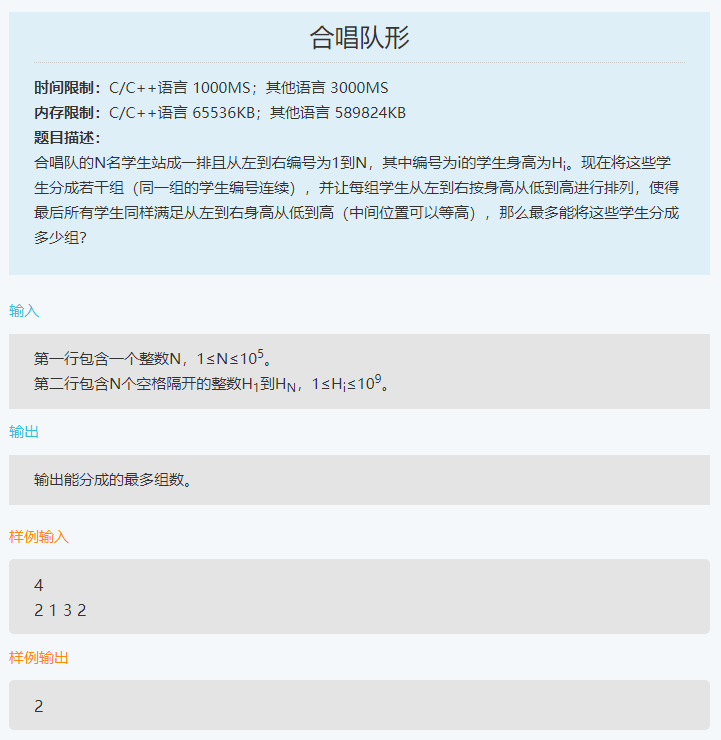 合唱队形
时间限制：C/C++语言 1000MS；其他语言 3000MS
内存限制：C/C++语言 65536KB；其他语言 589824KB
题目描述：
合唱队的N名学生站成一排且从左到右编号为1到N，其中编号为i的学生身高为Hi。现在将这些学
生分成若干组（同一组的学生编号连续），并让每组学生从左到右按身高从低到高进行排列，使得
最后所有学生同样满足从左到右身高从低到高（中间位置可以等高），那么最多能将这些学生分成
多少组？
输入
第一行包含一个整数N，1≤N≤10^5。
第二行包含N个空格隔开的整数H1到HN，1≤Hi≤10^9。
输出
输出能分成的最多组数。
样例输入
4
2 1 3 2
样例输出
2